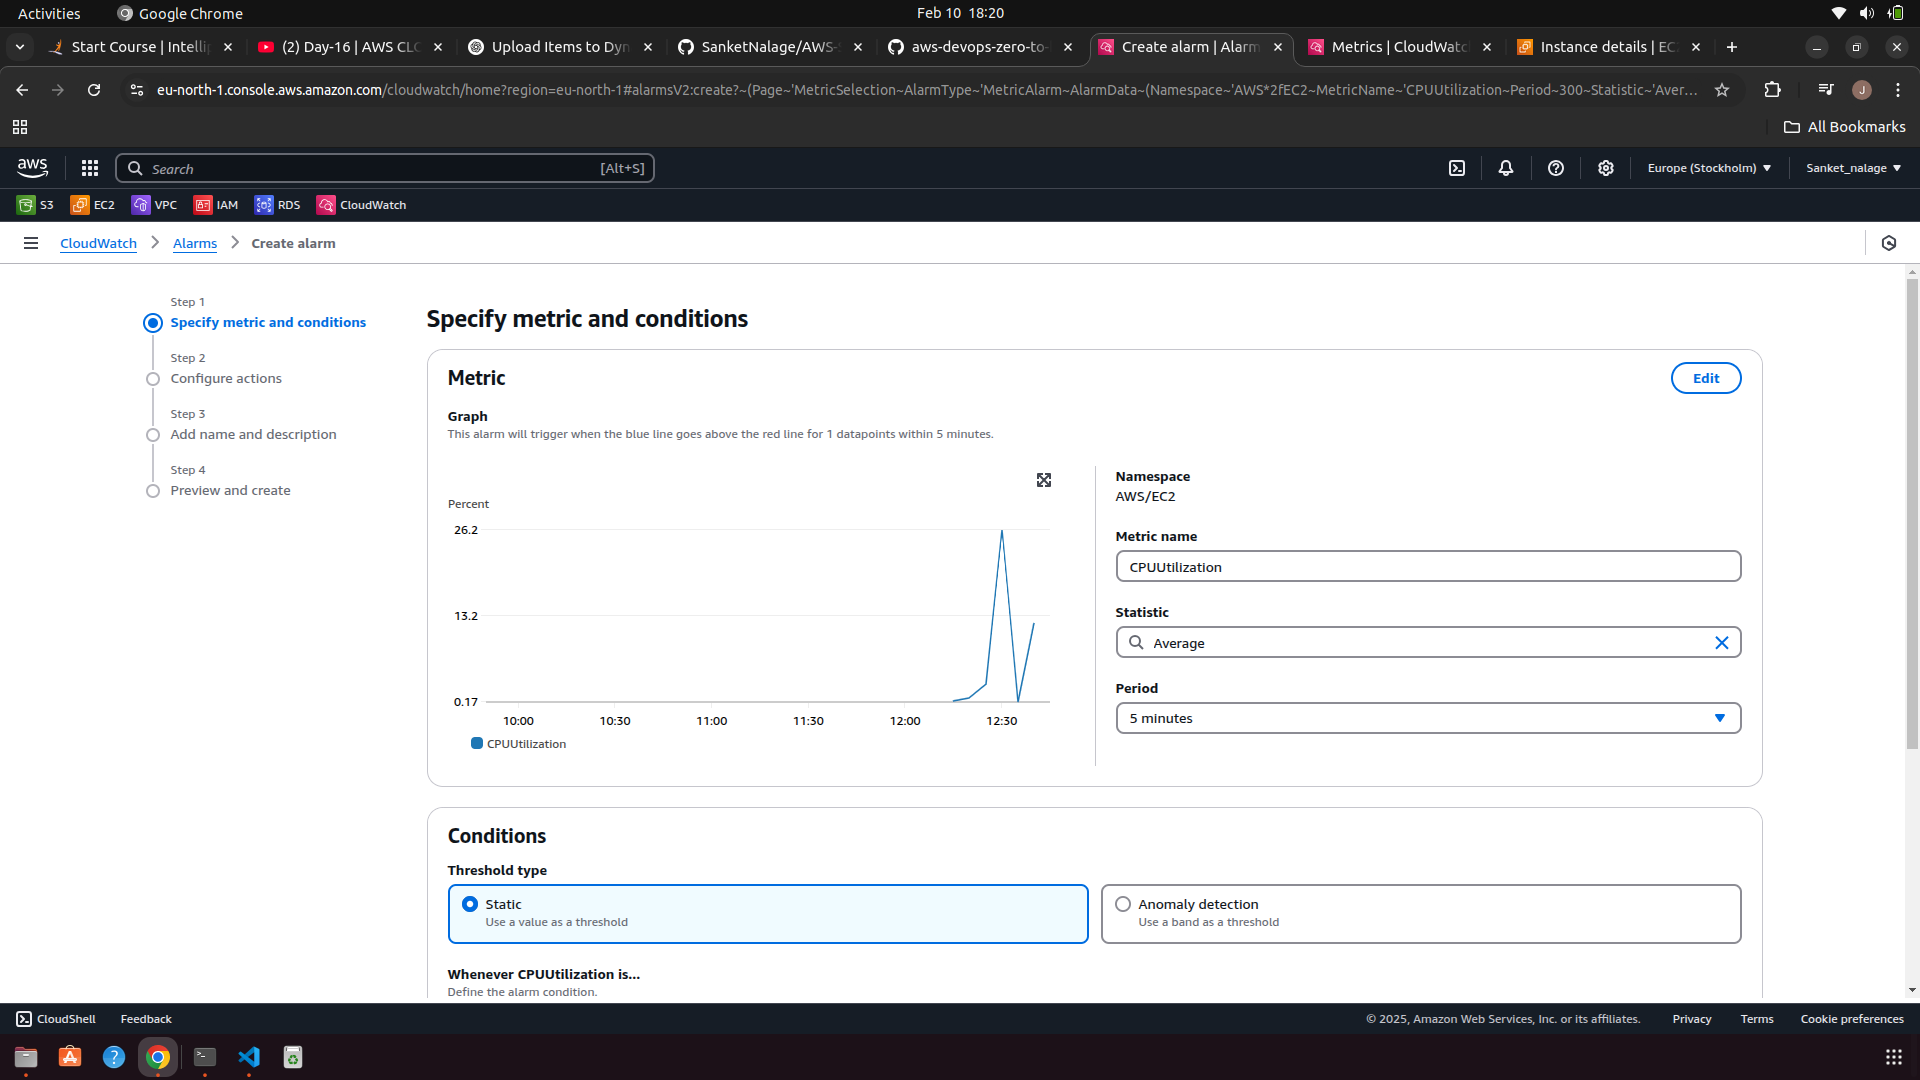 Activities
Google Chrome
Feb 10 18:20
Start Course | Intelli
(2) Day-16 | AWS CLO
Upload Items to Dyn
SanketNalage/AWS-
aws-devops-zero-to-
Create alarm | Alarm
Metrics | CloudWatc
Instance details | EC
eu-north-1.console.aws.amazon.com/cloudwatch/home?region=eu-north-1#alarmsV2:create?~(Page~'MetricSelection~AlarmType~'MetricAlarm~AlarmData~(Namespace~'AWS*2fEC2~MetricName~'CPUUtilization~Period~300~Statistic~'Aver...
J
All Bookmarks
aws
Search
[Alt+S]
Europe (Stockholm)
Sanket_nalage
S3
EC2
VPC
IAM
RDS
CloudWatch
CloudWatch
Alarms
Create alarm
Step 1
Specify metric and conditions
Step 2
Configure actions
Step 3
Add name and description
Step 4
Preview and create
Specify metric and conditions
Metric
Edit
Graph
This alarm will trigger when the blue line goes above the red line for 1 datapoints within 5 minutes.
Percent
26.2
13.2
0.17
10:00
10:30
11:00
11:30
12:00
12:30
CPUUtilization
Namespace
AWS/EC2
Metric name
CPUUtilization
Statistic
Average
Period
5 minutes
Conditions
Threshold type
Static
Use a value as a threshold
Anomaly detection
Use a band as a threshold
Whenever CPUUtilization is...
Define the alarm condition.
CloudShell
Feedback
© 2025, Amazon Web Services, Inc. or its affiliates.
Privacy
Terms
Cookie preferences